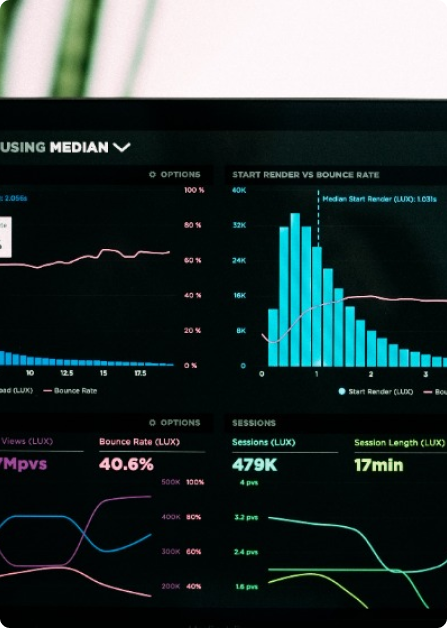 USING MEDIAN
OPTIONS
START RENDER VS BOUNCE RATE
: 2.056s
100 %
80 %
60 %
40 %
20 %
0 %
10 12.5 15 17.5
oad (LUX) Bounce Rate
40K
32K
24K
16K
8K
0
Median Start Render (LUX): 1.031s
0 1 2 3
Start Render (LUX) Bou
OPTIONS
SESSIONS
Views (LUX)
7Mpvs
Bounce Rate (LUX)
40.6%
Sessions (LUX)
479K
Session Length (LUX)
17min
500K 100%
400K 80%
300K 60%
200K 40%
4 pvs
3.2 pvs
2.4 pvs
1.6 pvs